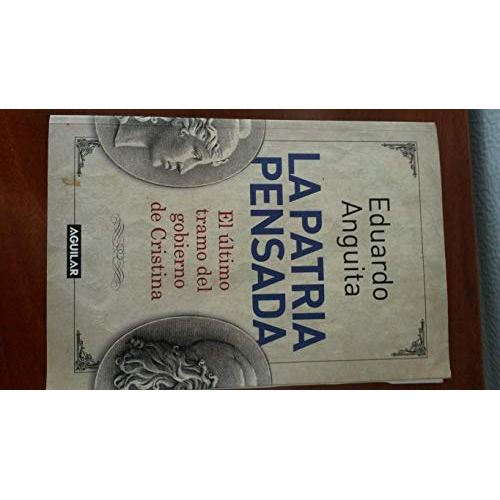 Eduardo
Anguita
LA PATRIA
PENSADA
El último
tramo del
gobierno
de Cristina
AGUILAR